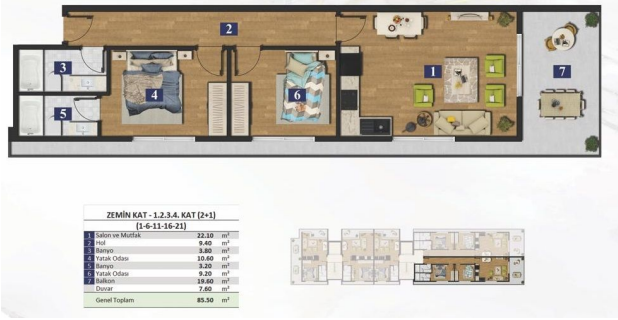 2
3
1
7
4
6
5
ZEMİN KAT - 1.2.3.4. KAT (2+1)
(1-6-11-16-21)
1 Salon ve Mutfak 22.10 m²
2 Hol 9.40 m²
3 Banyo 3.80 m²
4 Yatak Odası 10.60 m²
5 Banyo 3.20 m²
6 Yatak Odası 9.20 m²
7 Balkon 19.60 m²
Duvar 7.60 m²
Genel Toplam 85.50 m²